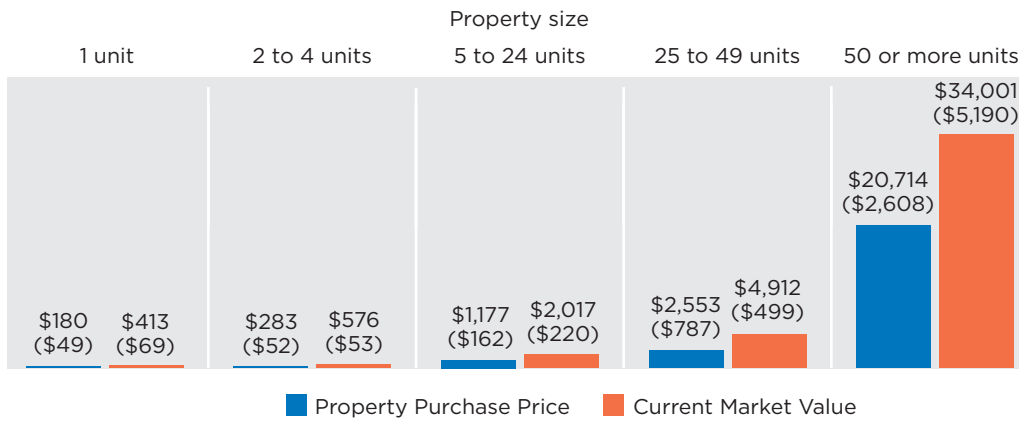 Property size
1 unit
2 to 4 units
5 to 24 units
25 to 49 units
50 or more units
$180
($49)
$413
($69)
$283
($52)
$576
($53)
$1,177
($162)
$2,017
($220)
$2,553
($787)
$4,912
($499)
$20,714
($2,608)
$34,001
($5,190)
Property Purchase Price
Current Market Value